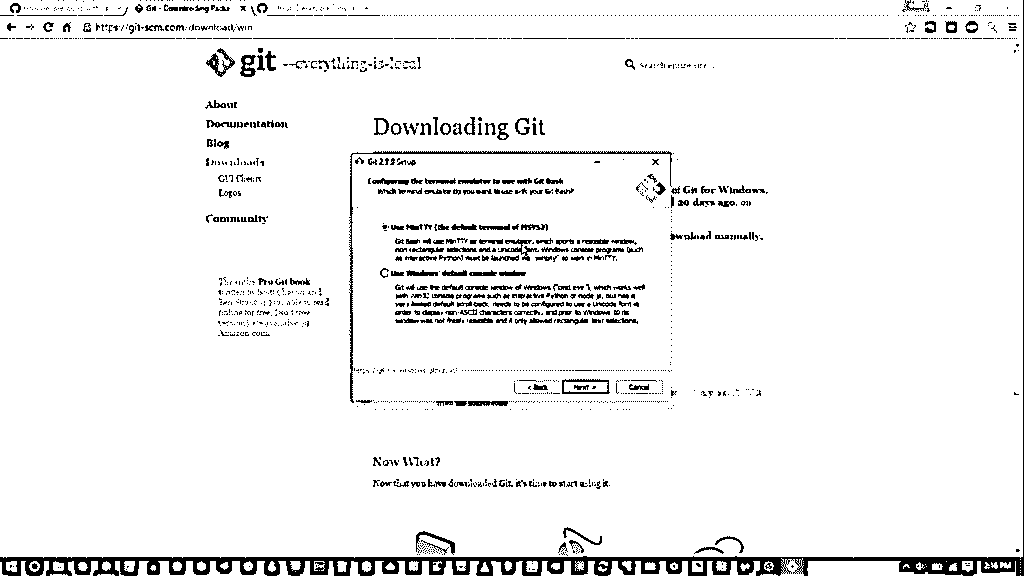 Git - Downloading Package
https://git-scm.com/download/win
git --everything-is-local
Search entire site...
About
Documentation
Blog
Downloads
GUI Clients
Logos
Community
Downloading Git
Git 2.9.2 Setup
Configuring the terminal emulator to use with Git Bash
Which terminal emulator do you want to use with your Git Bash?
Use MinTTY (the default terminal of MSYS2)
Git Bash will use MinTTY as terminal emulator, which sports a resizable window,
non-rectangular selections and a Unicode font. Windows console programs (such
as interactive Python) must be launched via `winpty` to work in MinTTY.
Use Windows' default console window
Git will use the default console window of Windows ("cmd.exe"), which works well
with Win32 console programs such as interactive Python or node.js, but has a
very limited default scroll-back, needs to be configured to use a Unicode font in
order to display non-ASCII characters correctly, and prior to Windows 10 its
window was not freely resizable and it only allowed rectangular text selections.
< Back
Next >
Cancel
of Git for Windows.
20 days ago, on
download manually.
The entire Pro Git book
written by Scott Chacon and
Ben Straub is available to read
online for free. Dead tree
versions are available on
Amazon.com.
Now What?
Now that you have downloaded Git, it's time to start using it.